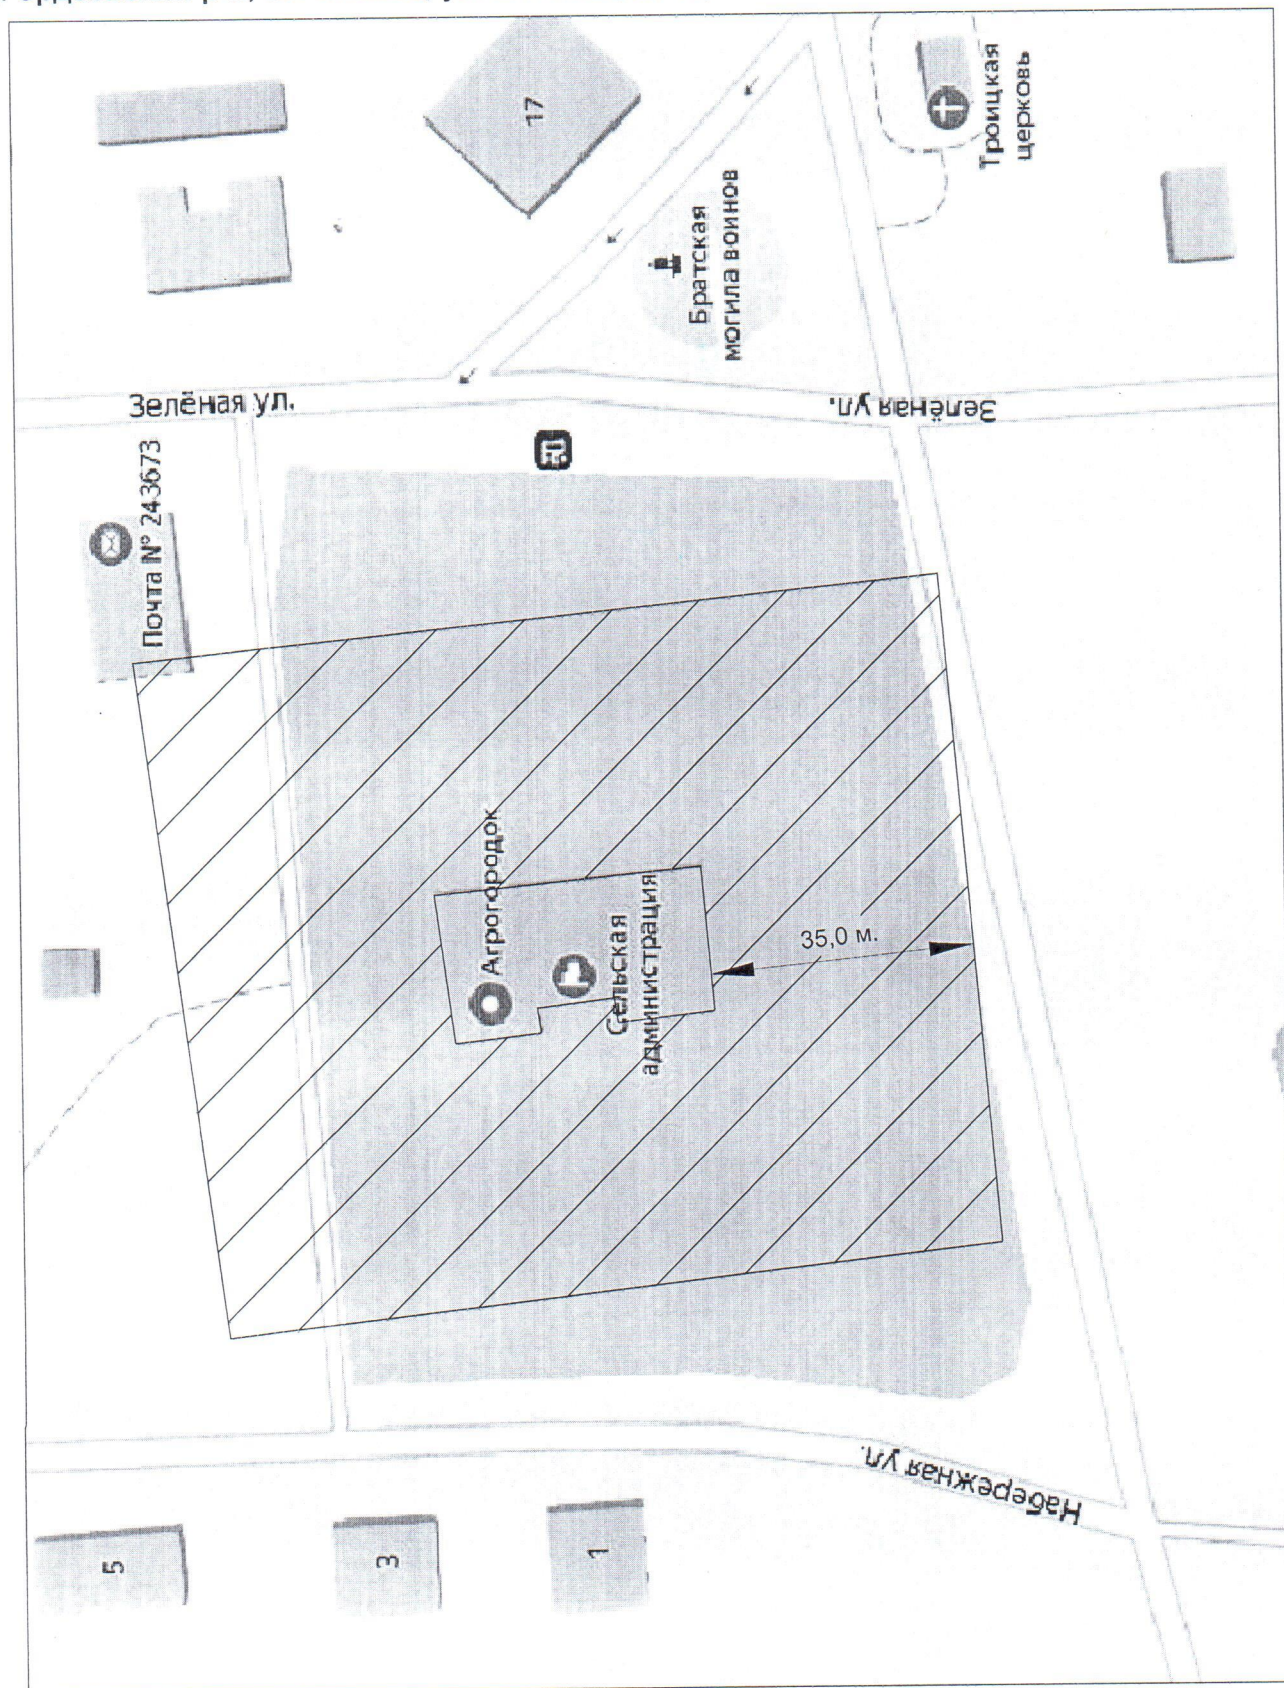 17
Троицкая
церковь
Братская
могила воинов
Зелёная ул.
Зелёная ул.
Почта № 243673
Агрогородок
Сельская
администрация
35,0 м.
Набережная ул.
5
3
1